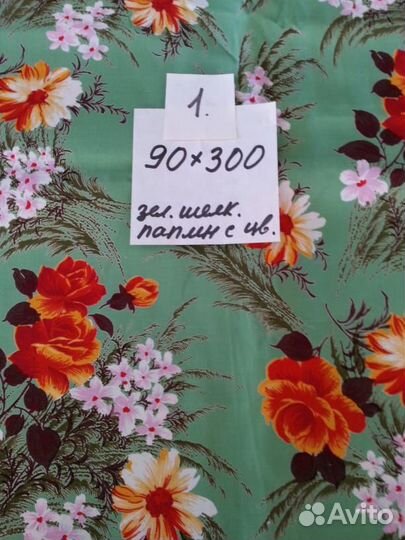 1.
90×300
зел. шелк.
паплин с цв.
Avito